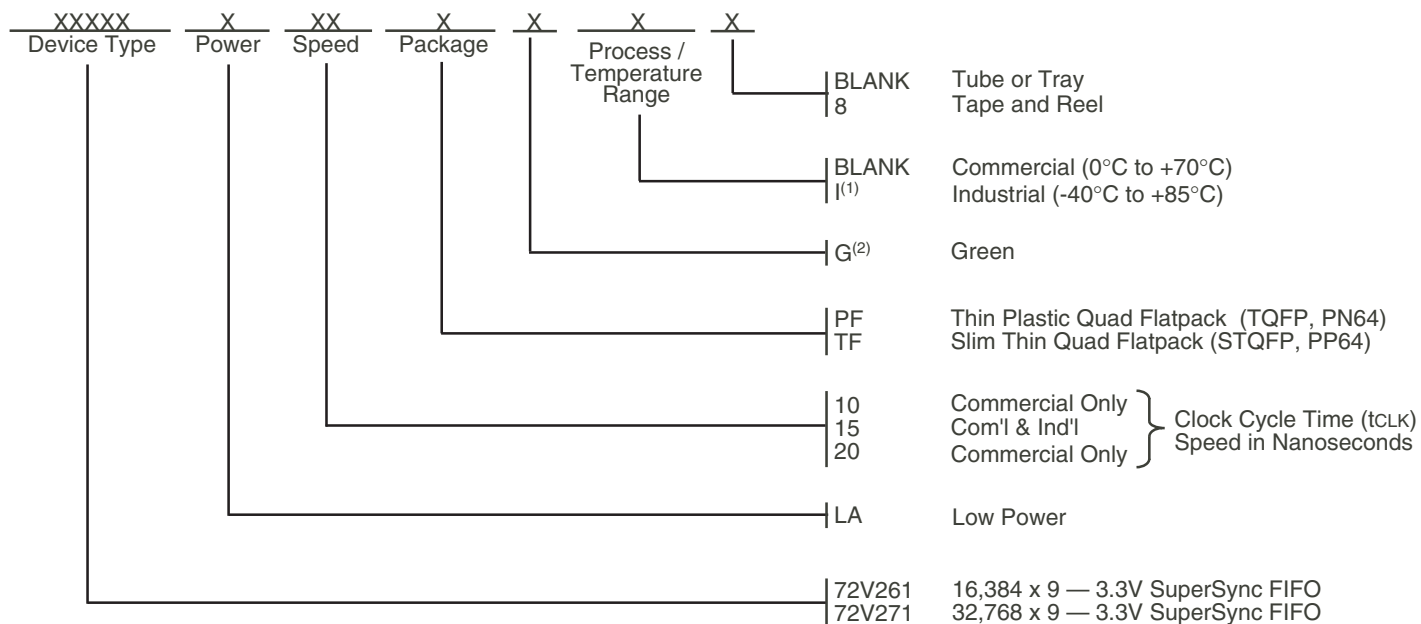 XXXXX X XX X X X X
Device Type Power Speed Package Process /
Temperature
Range
BLANK Tube or Tray
8 Tape and Reel
BLANK Commercial (0°C to +70°C)
I(1) Industrial (-40°C to +85°C)
G(2) Green
PF Thin Plastic Quad Flatpack (TQFP, PN64)
TF Slim Thin Quad Flatpack (STQFP, PP64)
10 Commercial Only
15 Com'l & Ind'l
20 Commercial Only
Clock Cycle Time (tCLK)
Speed in Nanoseconds
LA Low Power
72V261 16,384 x 9 — 3.3V SuperSync FIFO
72V271 32,768 x 9 — 3.3V SuperSync FIFO